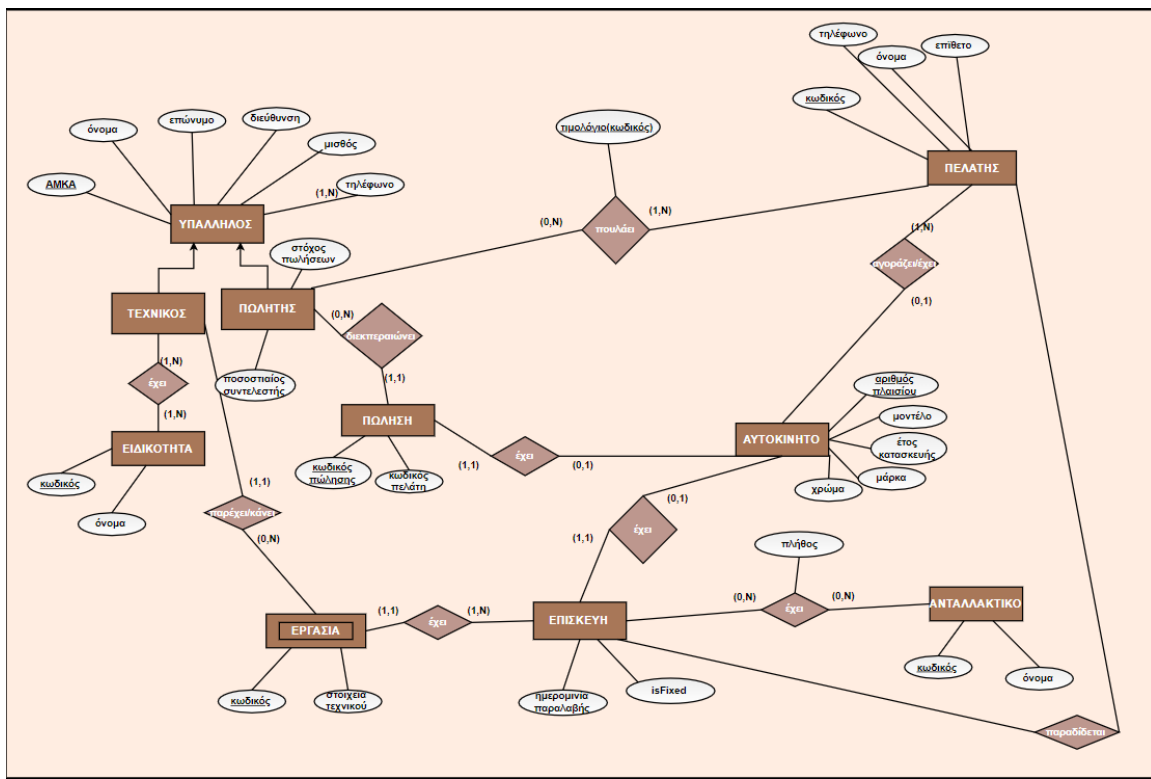 τηλέφωνο
όνομα
επϊθετο
κωδικός
επώνυμο
διεύθυνση
όνομα
μισθός
τιμολόγιο(κωδικός)
ΑΜΚΑ
τηλέφωνο
(1,N)
ΠΕΛΑΤΗΣ
ΥΠΑΛΛΗΛΟΣ
(0,N)
πουλάει
(1,N)
(1,N)
στόχος
πωλήσεων
αγοράζει/έχει
ΤΕΧΝΙΚΟΣ
ΠΩΛΗΤΗΣ
(0,N)
(0,1)
διεκπεραιώνει
(1,N)
έχει
ποσοστιαίος
συντελεστής
(1,1)
αριθμός
πλαισίου
(1,N)
ΠΩΛΗΣΗ
μοντέλο
ΕΙΔΙΚΟΤΗΤΑ
ΑΥΤΟΚΙΝΗΤΟ
έτος
κατασκευής
(1,1)
έχει
(0,1)
κωδικός
κωδικός
πώλησης
κωδικός
πελάτη
μάρκα
χρώμα
(1,1)
(0,1)
όνομα
παρέχει/κάνει
έχει
(0,N)
(1,1)
πλήθος
(1,1)
έχει
(1,N)
(0,N)
έχει
(0,N)
ΑΝΤΑΛΛΑΚΤΙΚΟ
ΕΡΓΑΣΙΑ
ΕΠΙΣΚΕΥΗ
κωδικός
όνομα
κωδικός
στοιχεία
τεχνικού
ημερομινία
παραλαβής
isFixed
παραδίδεται